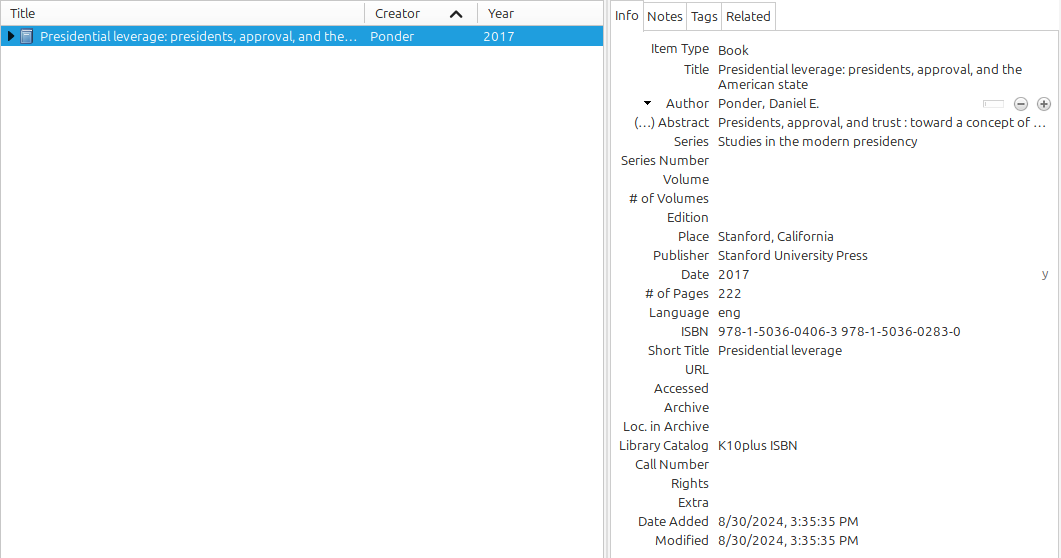 Title Creator Year
Presidential leverage: presidents, approval, and the... Ponder 2017
Info Notes Tags Related
Item Type Book
Title Presidential leverage: presidents, approval, and the
American state
Author Ponder, Daniel E.
(...) Abstract Presidents, approval, and trust : toward a concept of ...
Series Studies in the modern presidency
Series Number
Volume
# of Volumes
Edition
Place Stanford, California
Publisher Stanford University Press
Date 2017 y
# of Pages 222
Language eng
ISBN 978-1-5036-0406-3 978-1-5036-0283-0
Short Title Presidential leverage
URL
Accessed
Archive
Loc. in Archive
Library Catalog K10plus ISBN
Call Number
Rights
Extra
Date Added 8/30/2024, 3:35:35 PM
Modified 8/30/2024, 3:35:35 PM